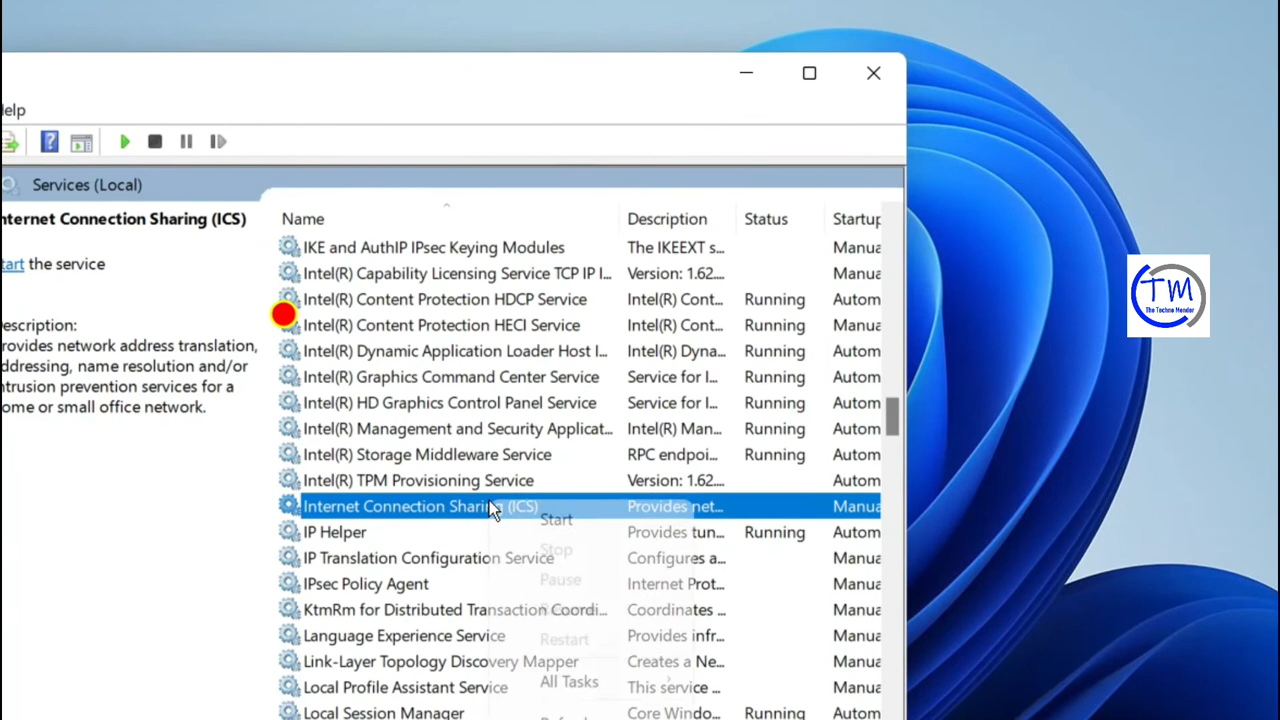 Help
Services (Local)
nternet Connection Sharing (ICS)
tart the service
escription:
rovides network address translation,
ddressing, name resolution and/or
ntrusion prevention services for a
ome or small office network.
Name Description Status Startup
IKE and AuthIP IPsec Keying Modules The IKEEXT s... Manua
Intel(R) Capability Licensing Service TCP IP I... Version: 1.62... Manua
Intel(R) Content Protection HDCP Service Intel(R) Cont... Running Autom
Intel(R) Content Protection HECI Service Intel(R) Cont... Running Autom
Intel(R) Dynamic Application Loader Host I... Intel(R) Dyna... Running Autom
Intel(R) Graphics Command Center Service Service for I... Running Autom
Intel(R) HD Graphics Control Panel Service Service for I... Running Autom
Intel(R) Management and Security Applicat... Intel(R) Man... Running Autom
Intel(R) Storage Middleware Service RPC endpoi... Running Autom
Intel(R) TPM Provisioning Service Version: 1.62... Autom
Internet Connection Sharing (ICS) Provides net... Manua
IP Helper Provides tun... Running Autom
IP Translation Configuration Service Configures a... Manua
IPsec Policy Agent Internet Prot... Manua
KtmRm for Distributed Transaction Coordi... Coordinates ... Manua
Language Experience Service Provides infr... Manua
Link-Layer Topology Discovery Mapper Creates a Ne... Manua
Local Profile Assistant Service This service ... Manua
Local Session Manager Core Windo... Running Autom
Start
Stop
Pause
Restart
All Tasks
TM
The Techno Mender